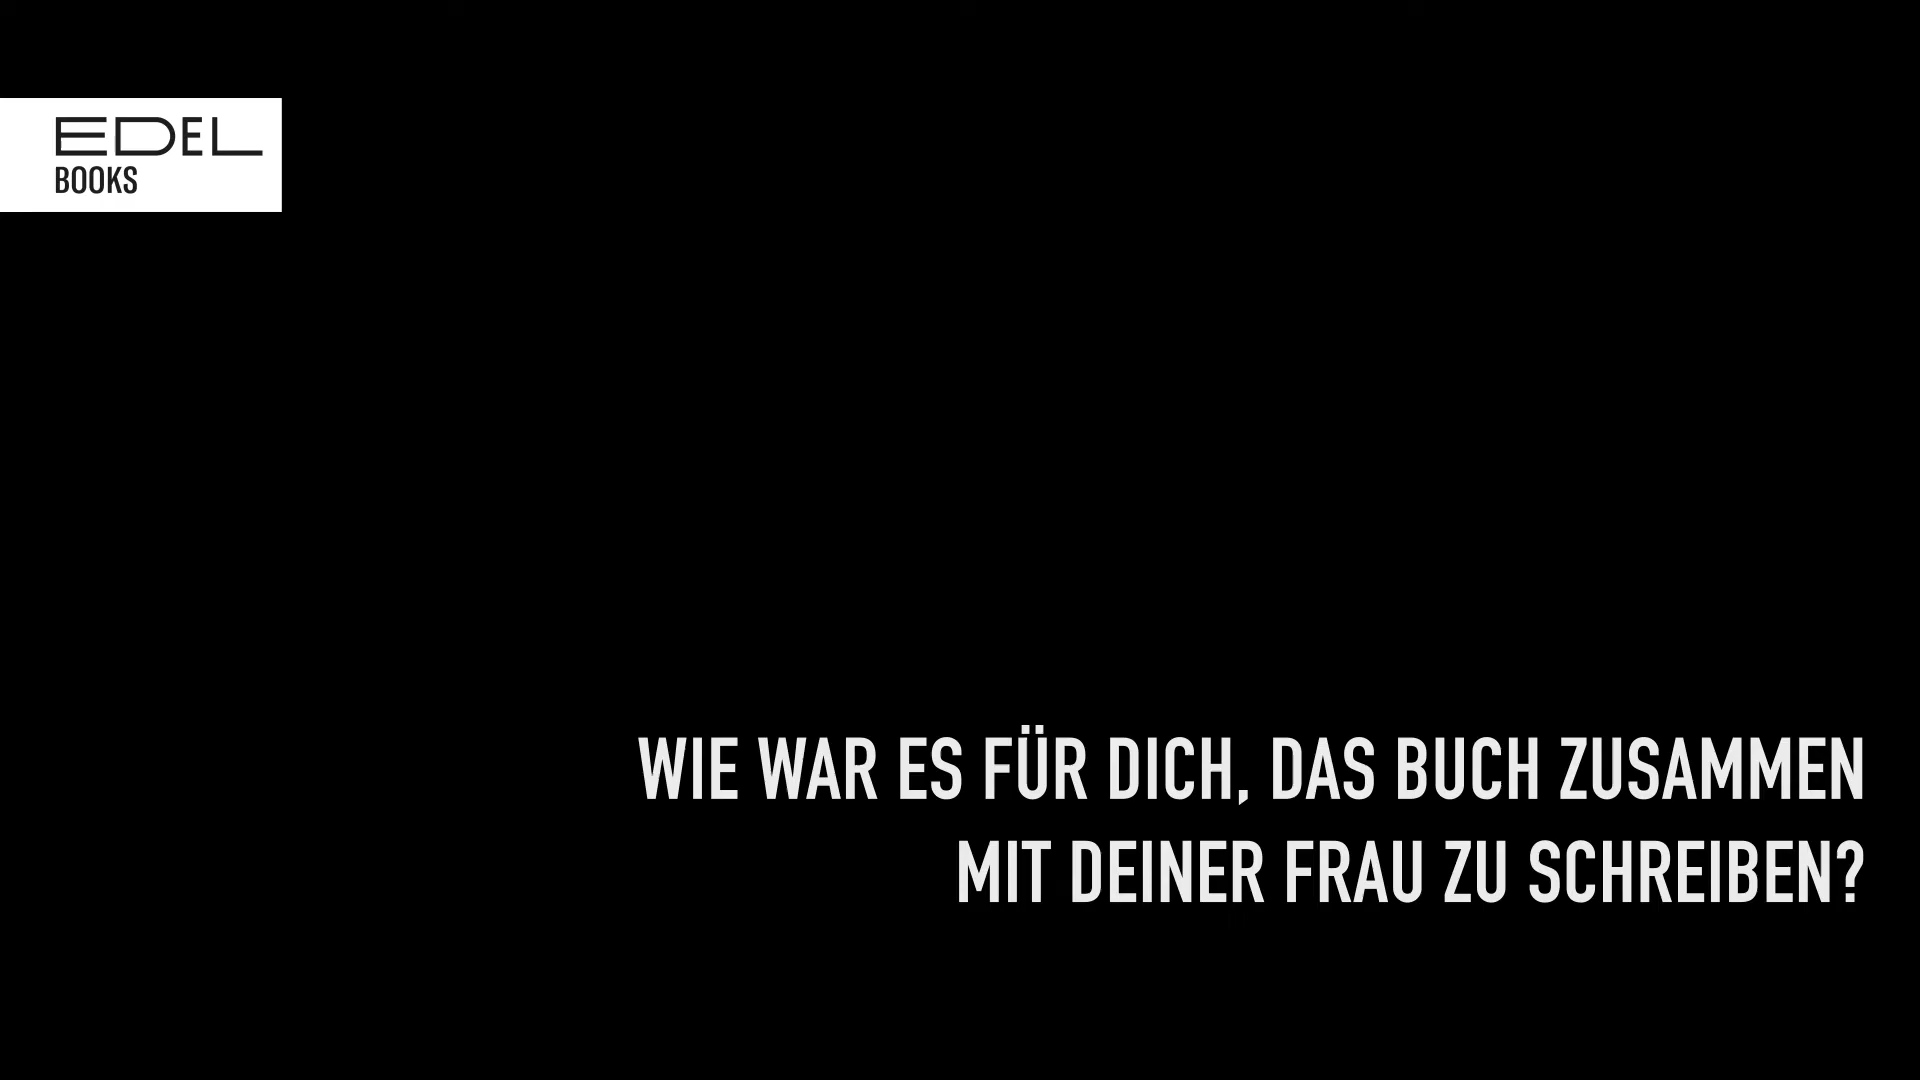 EDEL
BOOKS
WIE WAR ES FÜR DICH, DAS BUCH ZUSAMMEN
MIT DEINER FRAU ZU SCHREIBEN?